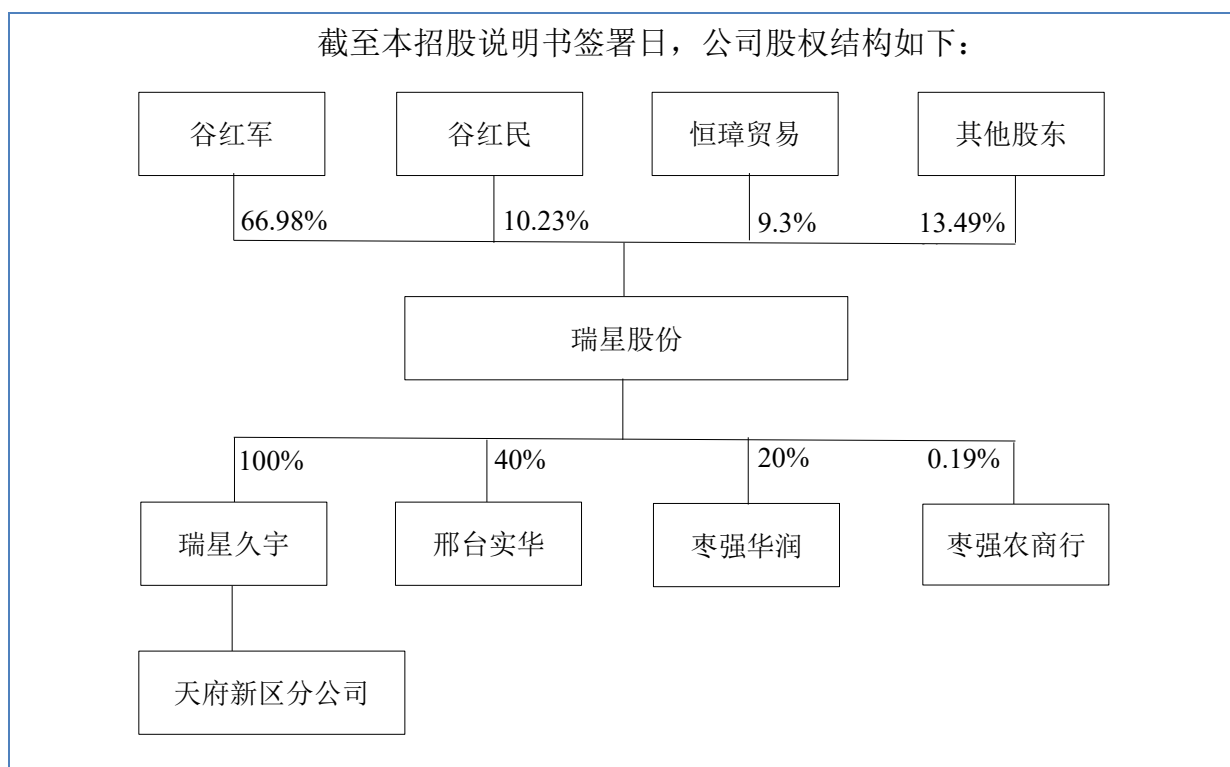 截至本招股说明书签署日，公司股权结构如下：
谷红军
谷红民
恒璋贸易
其他股东
66.98%
10.23%
9.3%
13.49%
瑞星股份
100%
40%
20%
0.19%
瑞星久宇
邢台实华
枣强华润
枣强农商行
天府新区分公司